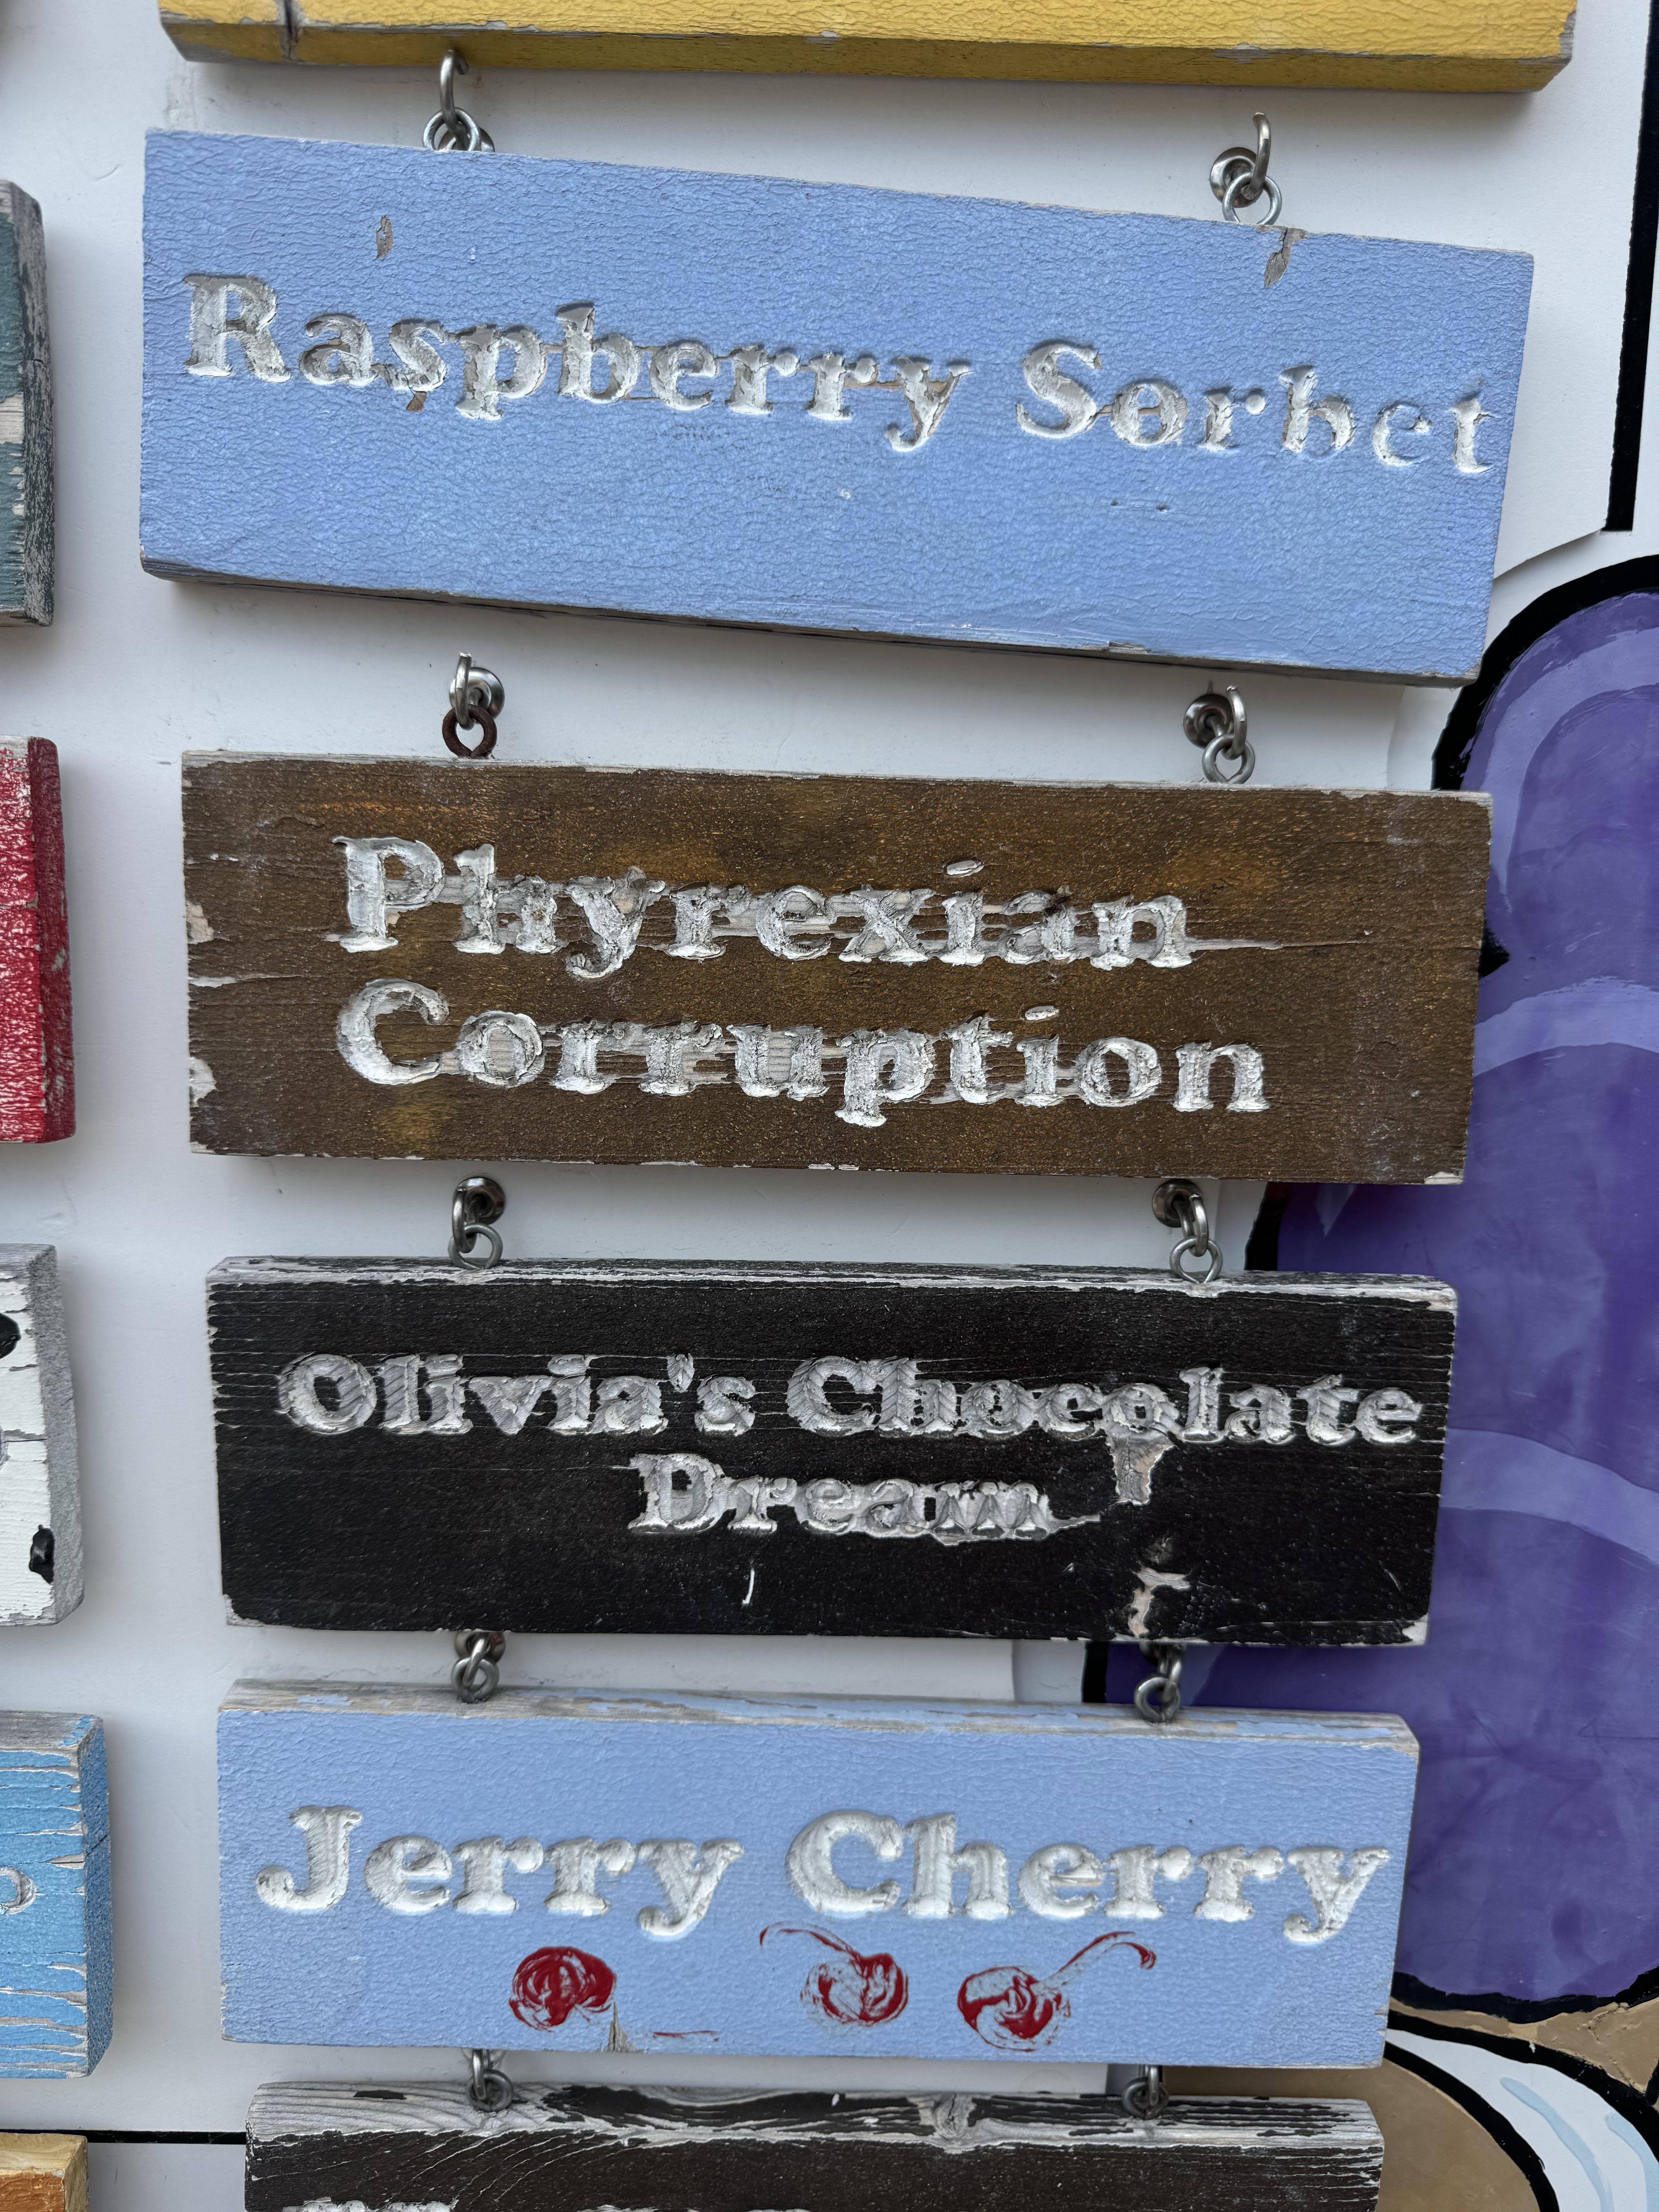 Raspberry Sorbet
Phyrexian
Corruption
Olivia's Chocolate
Dream
Jerry Cherry